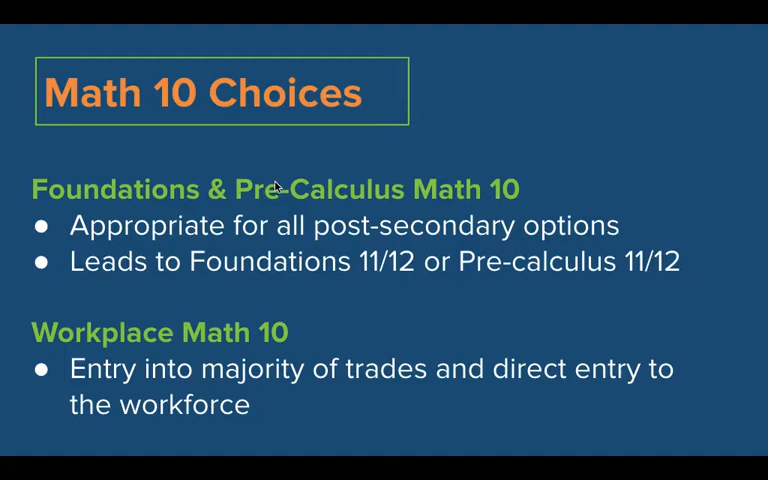 Math 10 Choices
Foundations & Pre-Calculus Math 10
● Appropriate for all post-secondary options
● Leads to Foundations 11/12 or Pre-calculus 11/12
Workplace Math 10
● Entry into majority of trades and direct entry to
the workforce